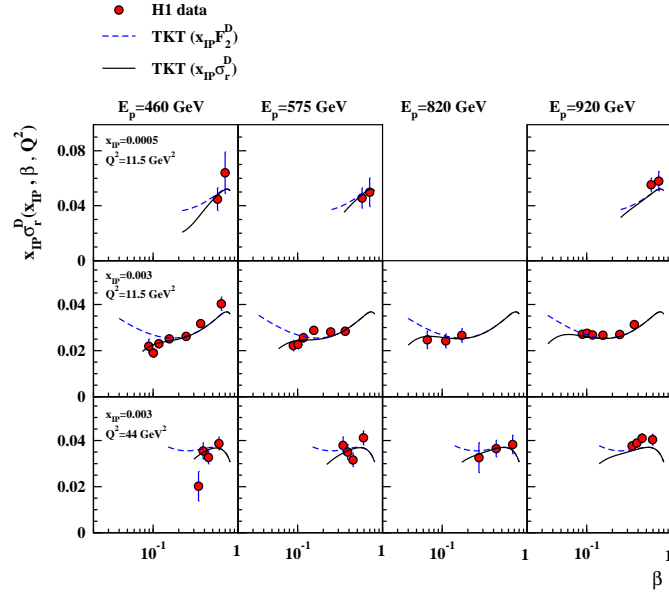 H1 data
TKT (x_IP F_2^D)
TKT (x_IP σ_r^D)
E_p=460 GeV E_p=575 GeV E_p=820 GeV E_p=920 GeV
x_IP σ_r^D(x_IP, β, Q^2)
x_IP=0.0005
Q^2=11.5 GeV^2
0.08
0.04
0
x_IP=0.003
Q^2=11.5 GeV^2
0.04
0.02
0
x_IP=0.003
Q^2=44 GeV^2
0.04
0.02
0
10^-1 1 10^-1 1 10^-1 1 10^-1 1
β